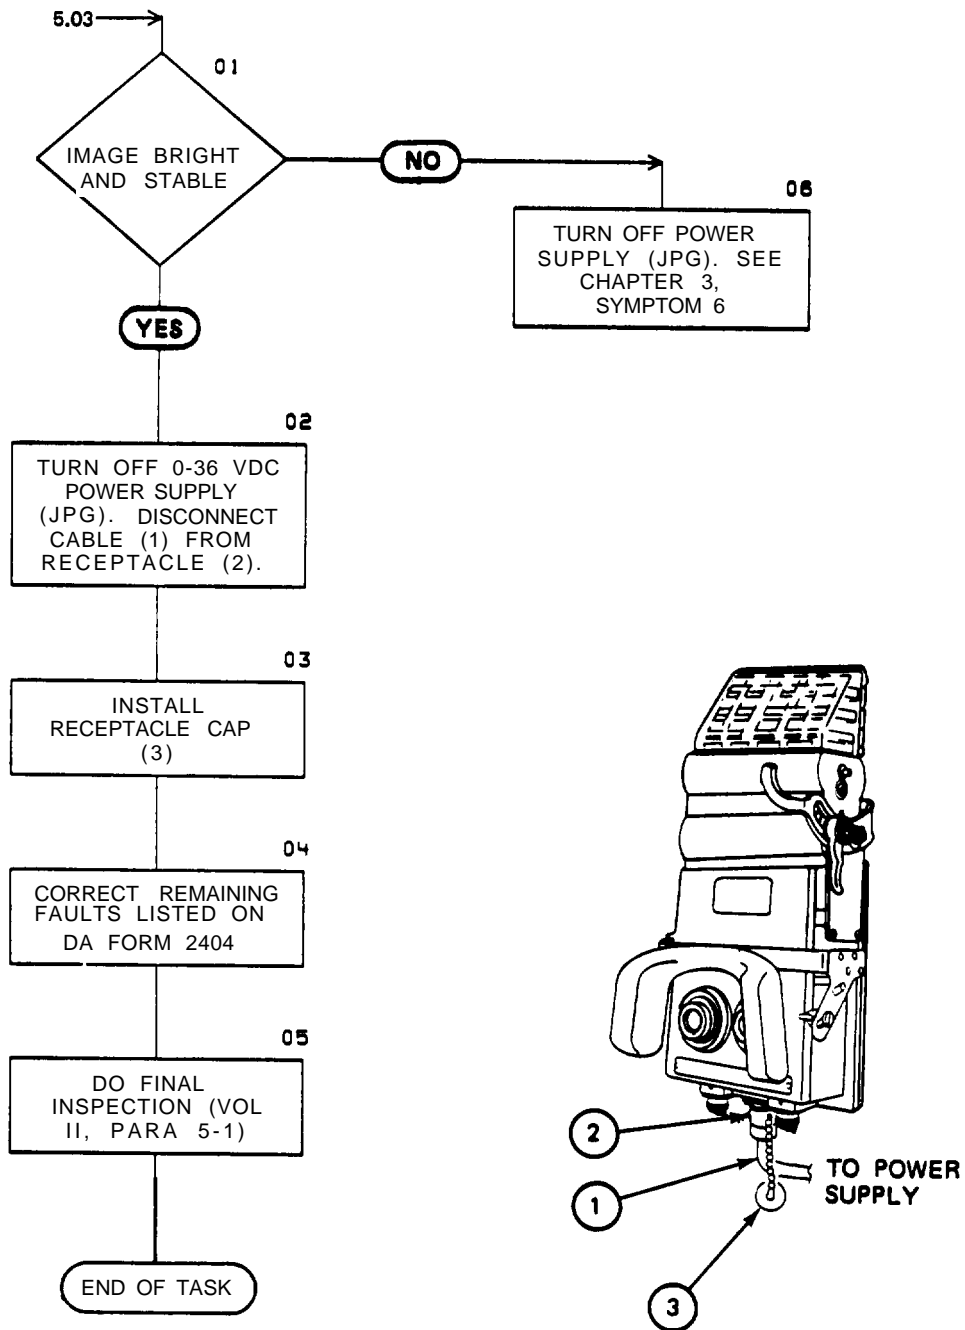 5.03
01
IMAGE BRIGHT
AND STABLE
NO
06
TURN OFF POWER
SUPPLY (JPG). SEE
CHAPTER 3,
SYMPTOM 6
YES
02
TURN OFF 0-36 VDC
POWER SUPPLY
(JPG). DISCONNECT
CABLE (1) FROM
RECEPTACLE (2).
03
INSTALL
RECEPTACLE CAP
(3)
04
CORRECT REMAINING
FAULTS LISTED ON
DA FORM 2404
05
DO FINAL
INSPECTION (VOL
II, PARA 5-1)
END OF TASK
2
1
TO POWER
SUPPLY
3